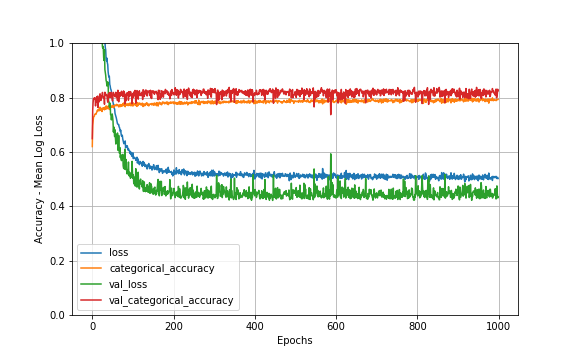 1.0
0.8
0.6
0.4
0.2
0.0
Accuracy - Mean Log Loss
loss
categorical_accuracy
val_loss
val_categorical_accuracy
0 200 400 600 800 1000
Epochs